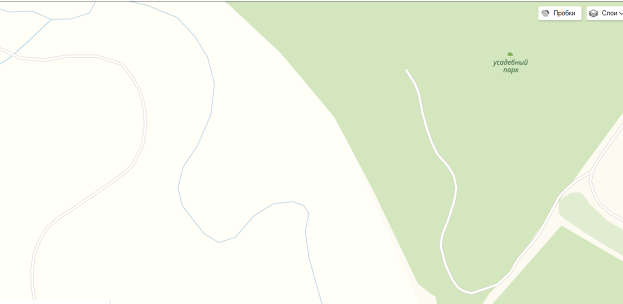 Пробки
Слои
усадебный
парк